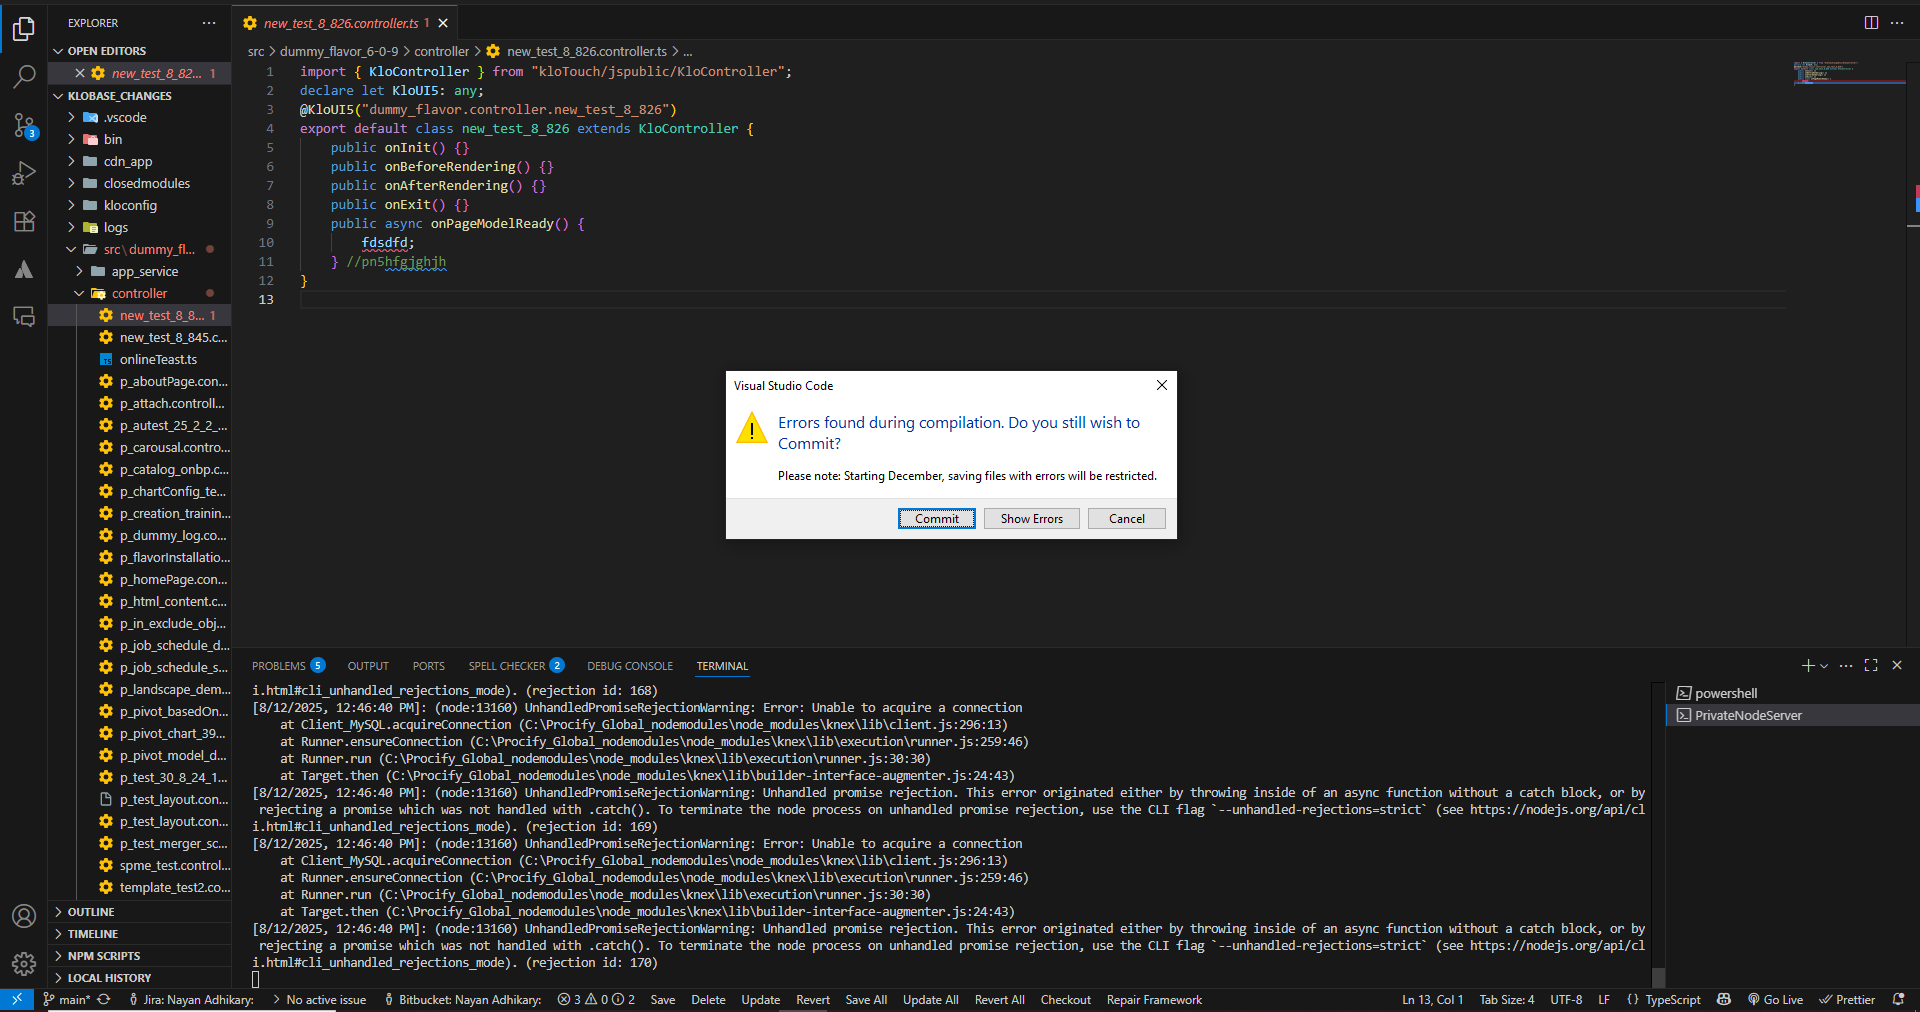 EXPLORER
OPEN EDITORS
new_test_8_82... 1
KLOBASE_CHANGES
.vscode
bin
cdn_app
closedmodules
kloconfig
logs
src\dummy_fl...
app_service
controller
new_test_8_8... 1
new_test_8_845.c...
onlineTeast.ts
p_aboutPage.con...
p_attach.controll...
p_autest_25_2_2_...
p_carousal.contro...
p_catalog_onbp.c...
p_chartConfig_te...
p_creation_trainin...
p_dummy_log.co...
p_flavorInstallatio...
p_homePage.con...
p_html_content.c...
p_in_exclude_obj...
p_job_schedule_d...
p_job_schedule_s...
p_landscape_dem...
p_pivot_basedOn...
p_pivot_chart_39...
p_pivot_model_d...
p_test_30_8_24_1...
p_test_layout.con...
p_test_layout.con...
p_test_merger_sc...
spme_test.control...
template_test2.co...
OUTLINE
TIMELINE
NPM SCRIPTS
LOCAL HISTORY
3
new_test_8_826.controller.ts 1
src > dummy_flavor_6-0-9 > controller > new_test_8_826.controller.ts > ...
1 import { KloController } from "kloTouch/jspublic/KloController";
2 declare let KloUI5: any;
3 @KloUI5("dummy_flavor.controller.new_test_8_826")
4 export default class new_test_8_826 extends KloController {
5 public onInit() {}
6 public onBeforeRendering() {}
7 public onAfterRendering() {}
8 public onExit() {}
9 public async onPageModelReady() {
10 fdsdfd;
11 } //pn5hfgjghjh
12 }
13
Visual Studio Code
Errors found during compilation. Do you still wish to
Commit?
Please note: Starting December, saving files with errors will be restricted.
Commit Show Errors Cancel
PROBLEMS 5 OUTPUT PORTS SPELL CHECKER 2 DEBUG CONSOLE TERMINAL
i.html#cli_unhandled_rejections_mode). (rejection id: 168)
[8/12/2025, 12:46:40 PM]: (node:13160) UnhandledPromiseRejectionWarning: Error: Unable to acquire a connection
at Client_MySQL.acquireConnection (C:\Procify_Global_nodemodules\node_modules\knex\lib\client.js:296:13)
at Runner.ensureConnection (C:\Procify_Global_nodemodules\node_modules\knex\lib\execution\runner.js:259:46)
at Runner.run (C:\Procify_Global_nodemodules\node_modules\knex\lib\execution\runner.js:30:30)
at Target.then (C:\Procify_Global_nodemodules\node_modules\knex\lib\builder-interface-augmenter.js:24:43)
[8/12/2025, 12:46:40 PM]: (node:13160) UnhandledPromiseRejectionWarning: Unhandled promise rejection. This error originated either by throwing inside of an async function without a catch block, or by
rejecting a promise which was not handled with .catch(). To terminate the node process on unhandled promise rejection, use the CLI flag `--unhandled-rejections=strict` (see https://nodejs.org/api/cl
i.html#cli_unhandled_rejections_mode). (rejection id: 169)
[8/12/2025, 12:46:40 PM]: (node:13160) UnhandledPromiseRejectionWarning: Error: Unable to acquire a connection
at Client_MySQL.acquireConnection (C:\Procify_Global_nodemodules\node_modules\knex\lib\client.js:296:13)
at Runner.ensureConnection (C:\Procify_Global_nodemodules\node_modules\knex\lib\execution\runner.js:259:46)
at Runner.run (C:\Procify_Global_nodemodules\node_modules\knex\lib\execution\runner.js:30:30)
at Target.then (C:\Procify_Global_nodemodules\node_modules\knex\lib\builder-interface-augmenter.js:24:43)
[8/12/2025, 12:46:40 PM]: (node:13160) UnhandledPromiseRejectionWarning: Unhandled promise rejection. This error originated either by throwing inside of an async function without a catch block, or by
rejecting a promise which was not handled with .catch(). To terminate the node process on unhandled promise rejection, use the CLI flag `--unhandled-rejections=strict` (see https://nodejs.org/api/cl
i.html#cli_unhandled_rejections_mode). (rejection id: 170)
powershell
PrivateNodeServer
main* Jira: Nayan Adhikary: No active issue Bitbucket: Nayan Adhikary: 3 0 2 Save Delete Update Revert Save All Update All Revert All Checkout Repair Framework Ln 13, Col 1 Tab Size: 4 UTF-8 LF {} TypeScript Go Live Prettier